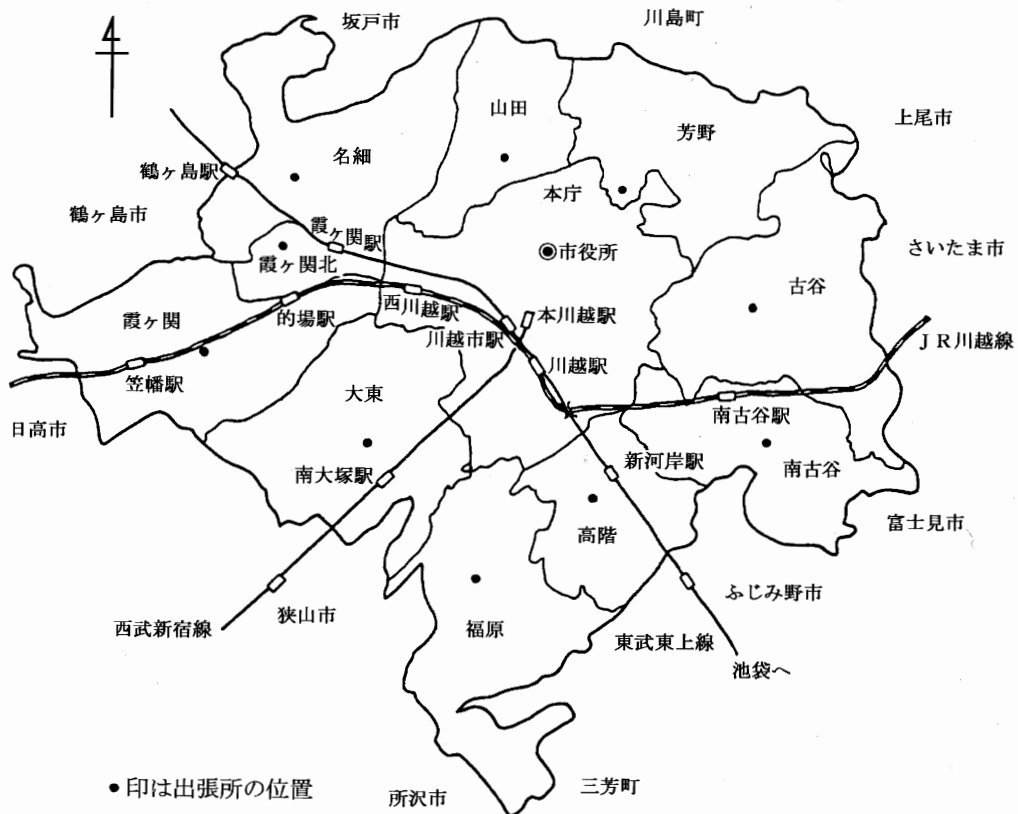 坂戸市
川島町
山田
芳野
上尾市
名細
鶴ヶ島駅
本庁
鶴ヶ島市
霞ヶ関駅
さいたま市
霞ヶ関北
市役所
古谷
霞ヶ関
的場駅
西川越駅
本川越駅
川越市駅
JR川越線
川越駅
笠幡駅
大東
南古谷駅
日高市
南大塚駅
新河岸駅
南古谷
高階
富士見市
ふじみ野市
西武新宿線
狭山市
福原
東武東上線
池袋へ
●印は出張所の位置
所沢市
三芳町